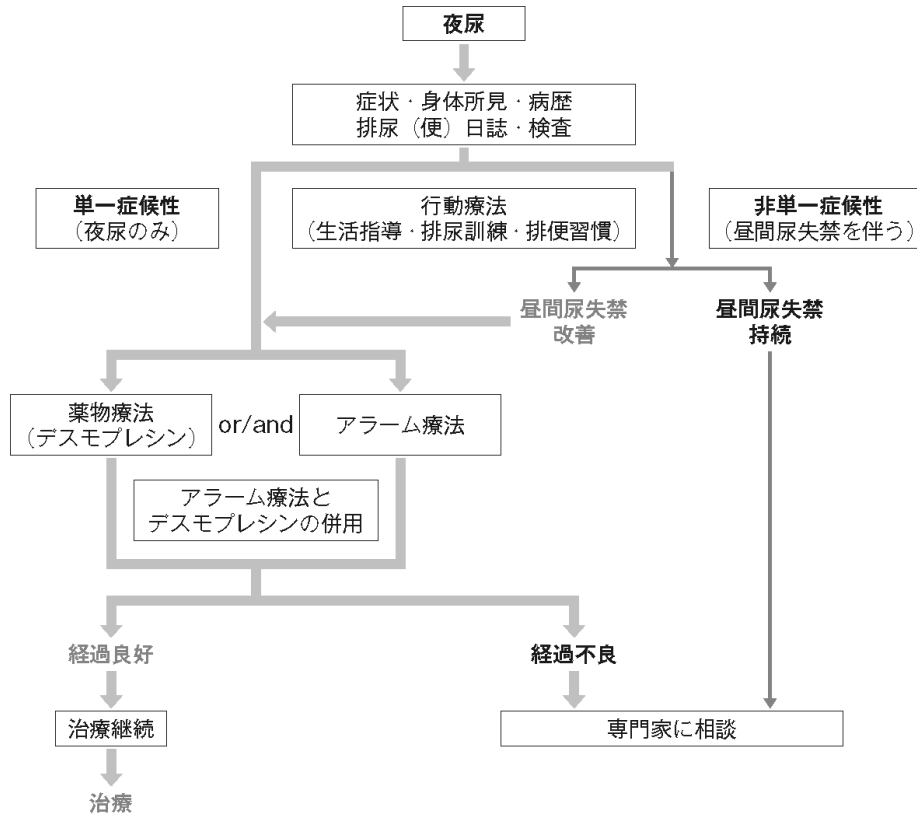 夜尿
症状・身体所見・病歴
排尿（便）日誌・検査
単一症候性
（夜尿のみ）
行動療法
（生活指導・排尿訓練・排便習慣）
非単一症候性
（昼間尿失禁を伴う）
昼間尿失禁
改善
昼間尿失禁
持続
薬物療法
（デスモプレシン）
or/and
アラーム療法
アラーム療法と
デスモプレシンの併用
経過良好
経過不良
治療継続
専門家に相談
治療